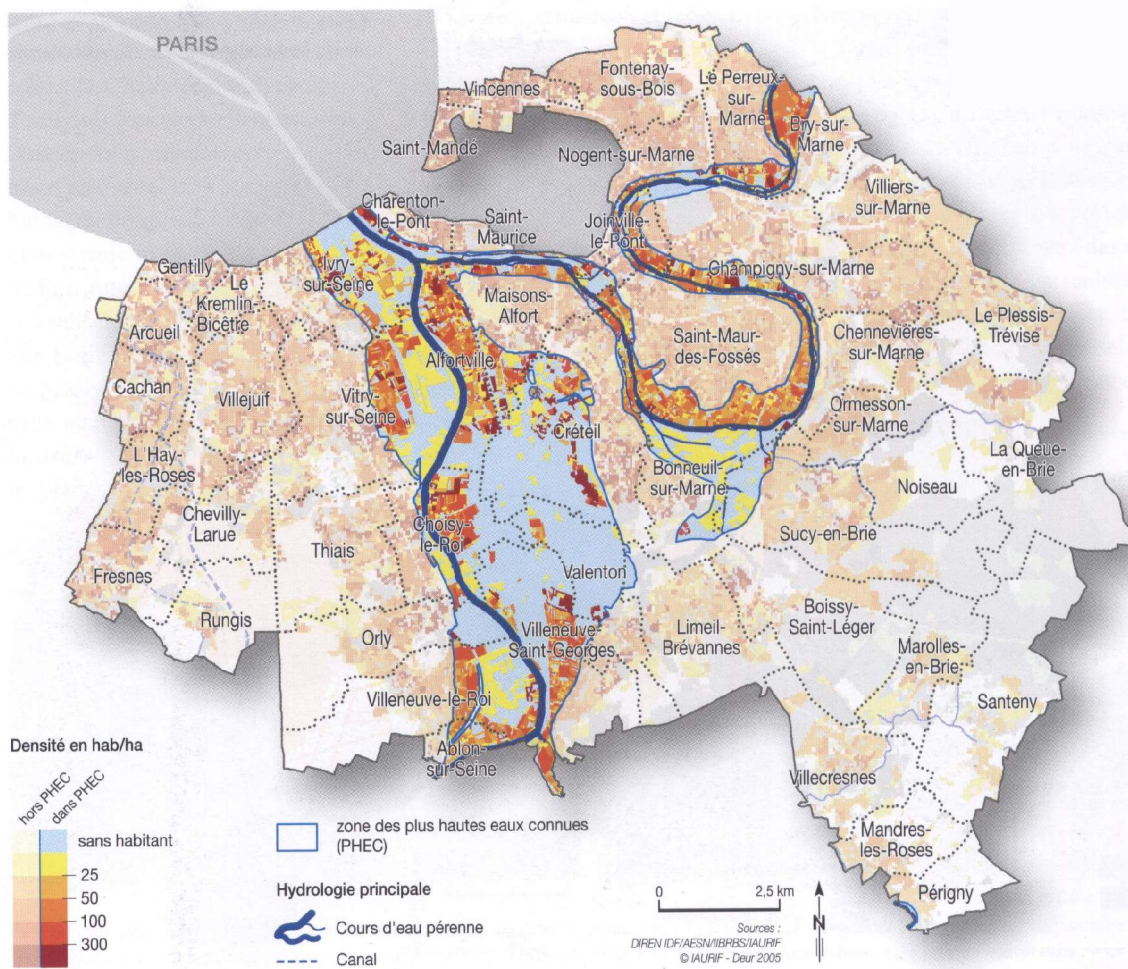 PARIS
Fontenay-
sous-Bois
Le Perreux-
sur-
Marne
Vincennes
Bry-sur-
Marne
Saint-Mandé
Nogent-sur-Marne
Villiers-
sur-Marne
Charenton-
le-Pont
Saint-
Maurice
Joinville-
le-Pont
Gentilly
Ivry-
sur-Seine
Champigny-sur-Marne
Le
Kremlin-
Bicêtre
Maisons-
Alfort
Arcueil
Saint-Maur-
des-Fossés
Chennevières-
sur-Marne
Le Plessis-
Trévise
Alfortville
Cachan
Villejuif
Vitry-
sur-Seine
Ormesson-
sur-Marne
Créteil
L'Hay-
les-Roses
Bonneuil-
sur-Marne
La Queue-
en-Brie
Noiseau
Chevilly-
Larue
Choisy-
le-Roi
Sucy-en-Brie
Thiais
Valenton
Fresnes
Rungis
Boissy-
Saint-Léger
Orly
Villeneuve-
Saint-Georges
Limeil-
Brévannes
Marolles-
en-Brie
Villeneuve-le-Roi
Santeny
Ablon-
sur-Seine
Villecresnes
Mandres-
les-Roses
Périgny
Densité en hab/ha
hors PHEC
dans PHEC
sans habitant
25
50
100
300
zone des plus hautes eaux connues
(PHEC)
Hydrologie principale
Cours d'eau pérenne
Canal
0 2,5 km
N
Sources :
DIREN IDF/AESN/IBRBS/IAURIF
© IAURIF - Deur 2005